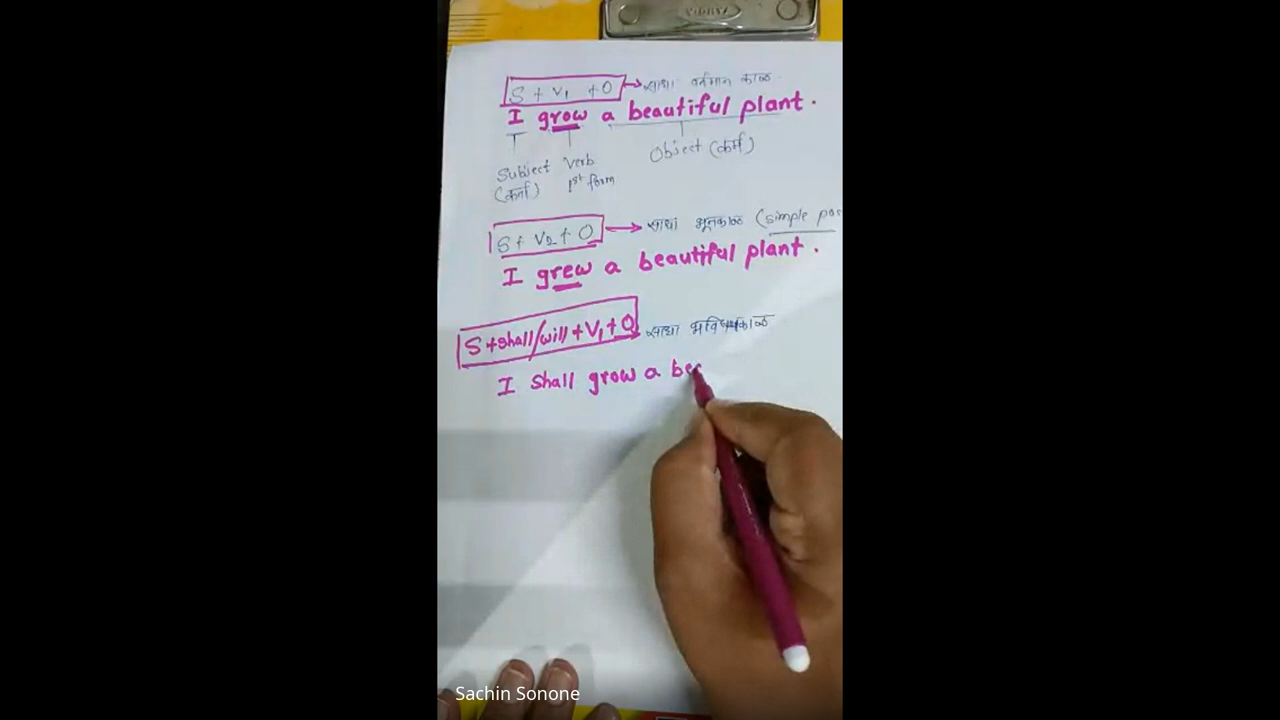 S + V1 + O → साधा वर्तमान काळ
I grow a beautiful plant.
Subject Verb Object (कर्म)
(कर्ता) 1st form
S + V2 + O → साधा भूतकाळ (simple pas
I grew a beautiful plant.
S + shall/will + V1 + O → साधा भविष्यकाळ
I shall grow a be
Sachin Sonone